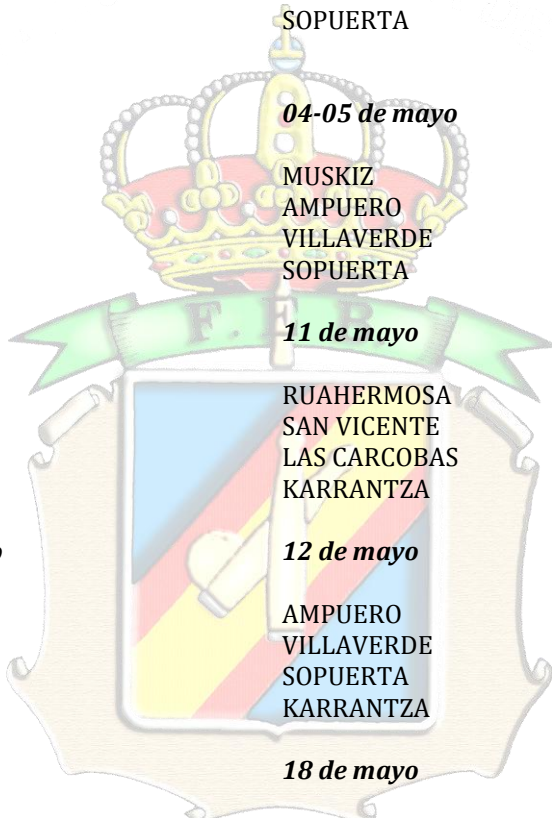 SOPUERTA
04-05 de mayo
MUSKIZ
AMPUERO
VILLAVERDE
SOPUERTA
11 de mayo
RUAHERMOSA
SAN VICENTE
LAS CARCOBAS
KARRANTZA
12 de mayo
AMPUERO
VILLAVERDE
SOPUERTA
KARRANTZA
18 de mayo